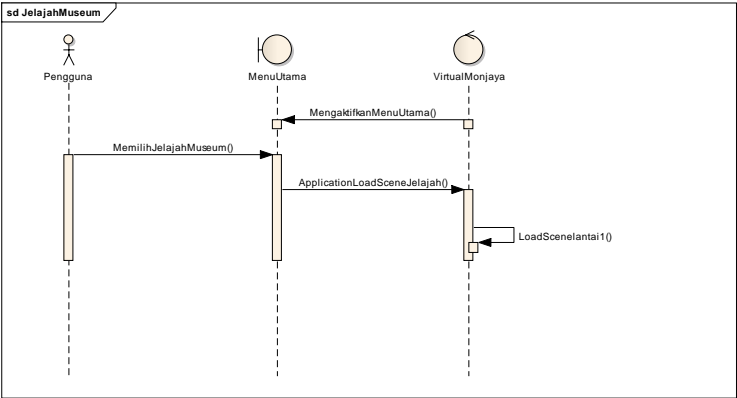 sd JelajahMuseum
Pengguna
MenuUtama
VirtualMonjaya
MengaktifkanMenuUtama()
MemilihJelajahMuseum()
ApplicationLoadSceneJelajah()
LoadScenelantai1()